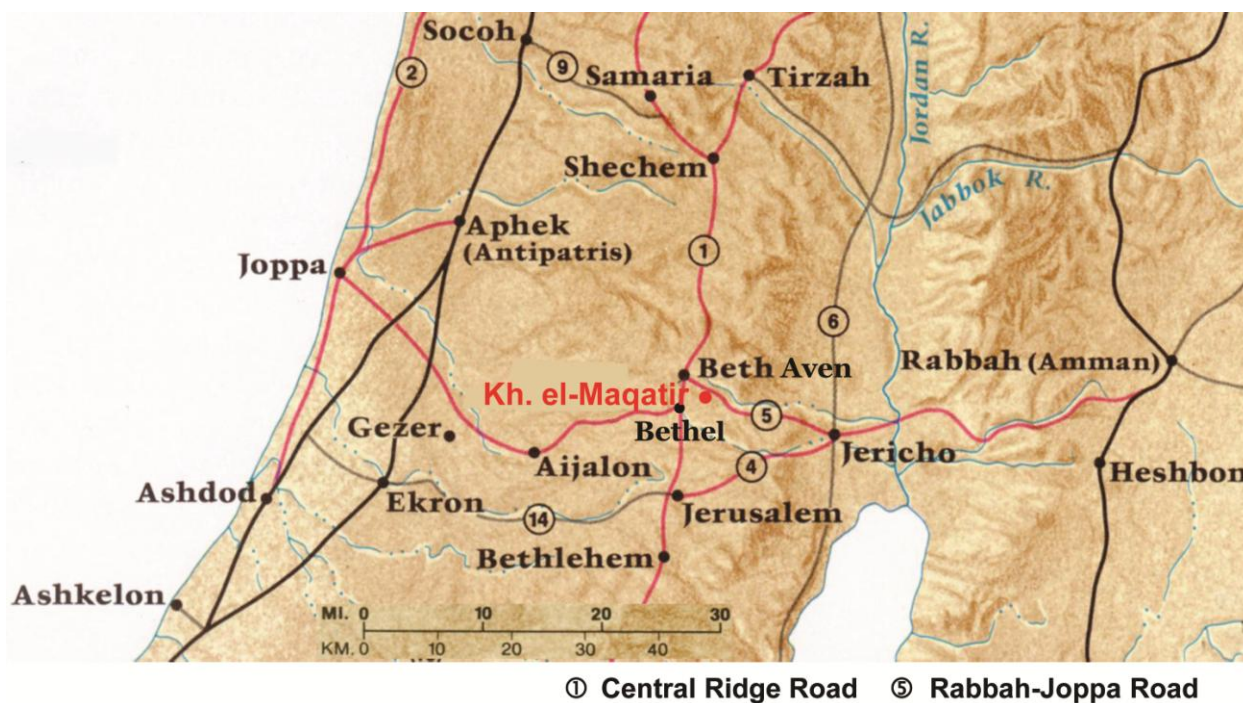 Socoh
②
⑨
Samaria
Tirzah
Jordan R.
Shechem
Jabbok R.
Aphek
(Antipatris)
Joppa
①
⑥
Beth Aven
Rabbah (Amman)
Kh. el-Maqatir
⑤
Bethel
Gezer
Aijalon
④
Jericho
Heshbon
Ashdod
Ekron
⑭
Jerusalem
Bethlehem
Ashkelon
MI. 0 10 20 30
KM. 0 10 20 30 40
① Central Ridge Road ⑤ Rabbah-Joppa Road